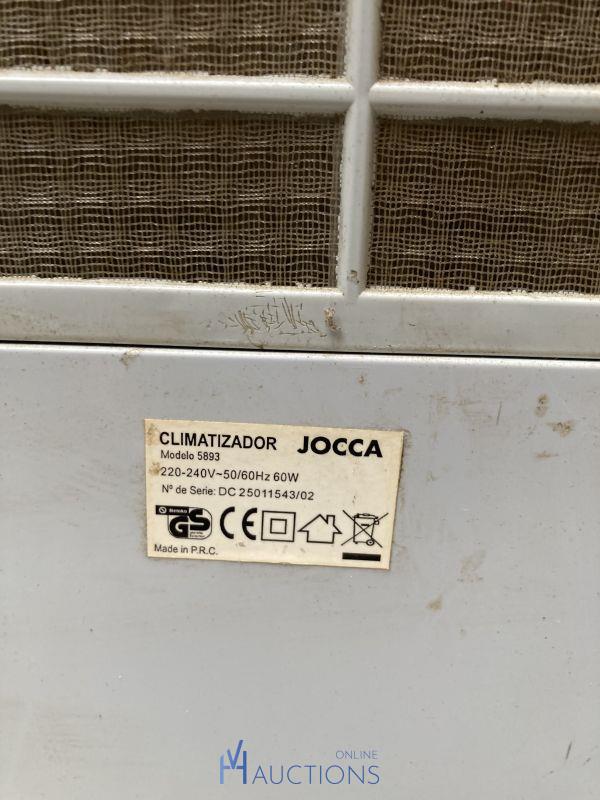 CLIMATIZADOR JOCCA
Modelo 5893
220-240V~50/60Hz 60W
Nº de Serie: DC 25011543/02
Nemko
GS CE
Made in P.R.C.
ONLINE
AUCTIONS